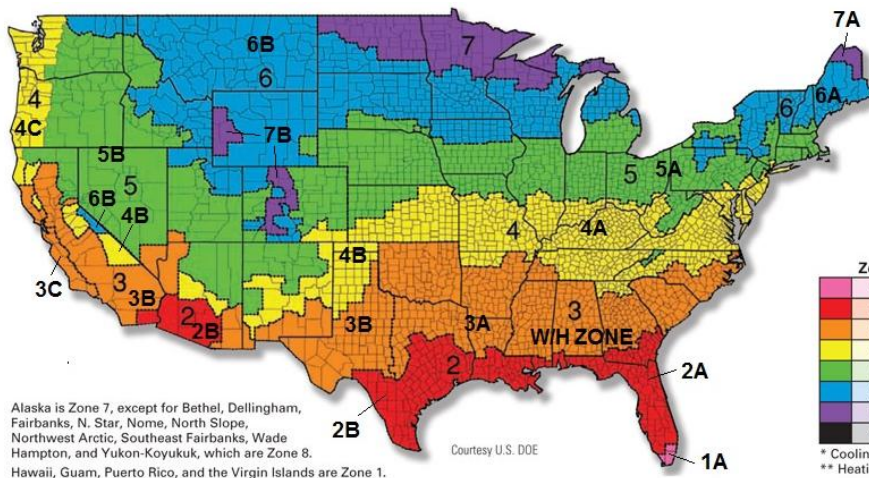 7A
6B
7
6
6
6A
4
4C
7B
5B
5
5
5A
6B
4B
4
4A
4B
3C
3
3B
2
2B
3B
3A
3
W/H ZONE
2
2A
2B
1A
Zo
Alaska is Zone 7, except for Bethel, Dellingham,
Fairbanks, N. Star, Nome, North Slope,
Northwest Arctic, Southeast Fairbanks, Wade
Hampton, and Yukon-Koyukuk, which are Zone 8.
Hawaii, Guam, Puerto Rico, and the Virgin Islands are Zone 1.
Courtesy U.S. DOE
* Coolin
** Heati